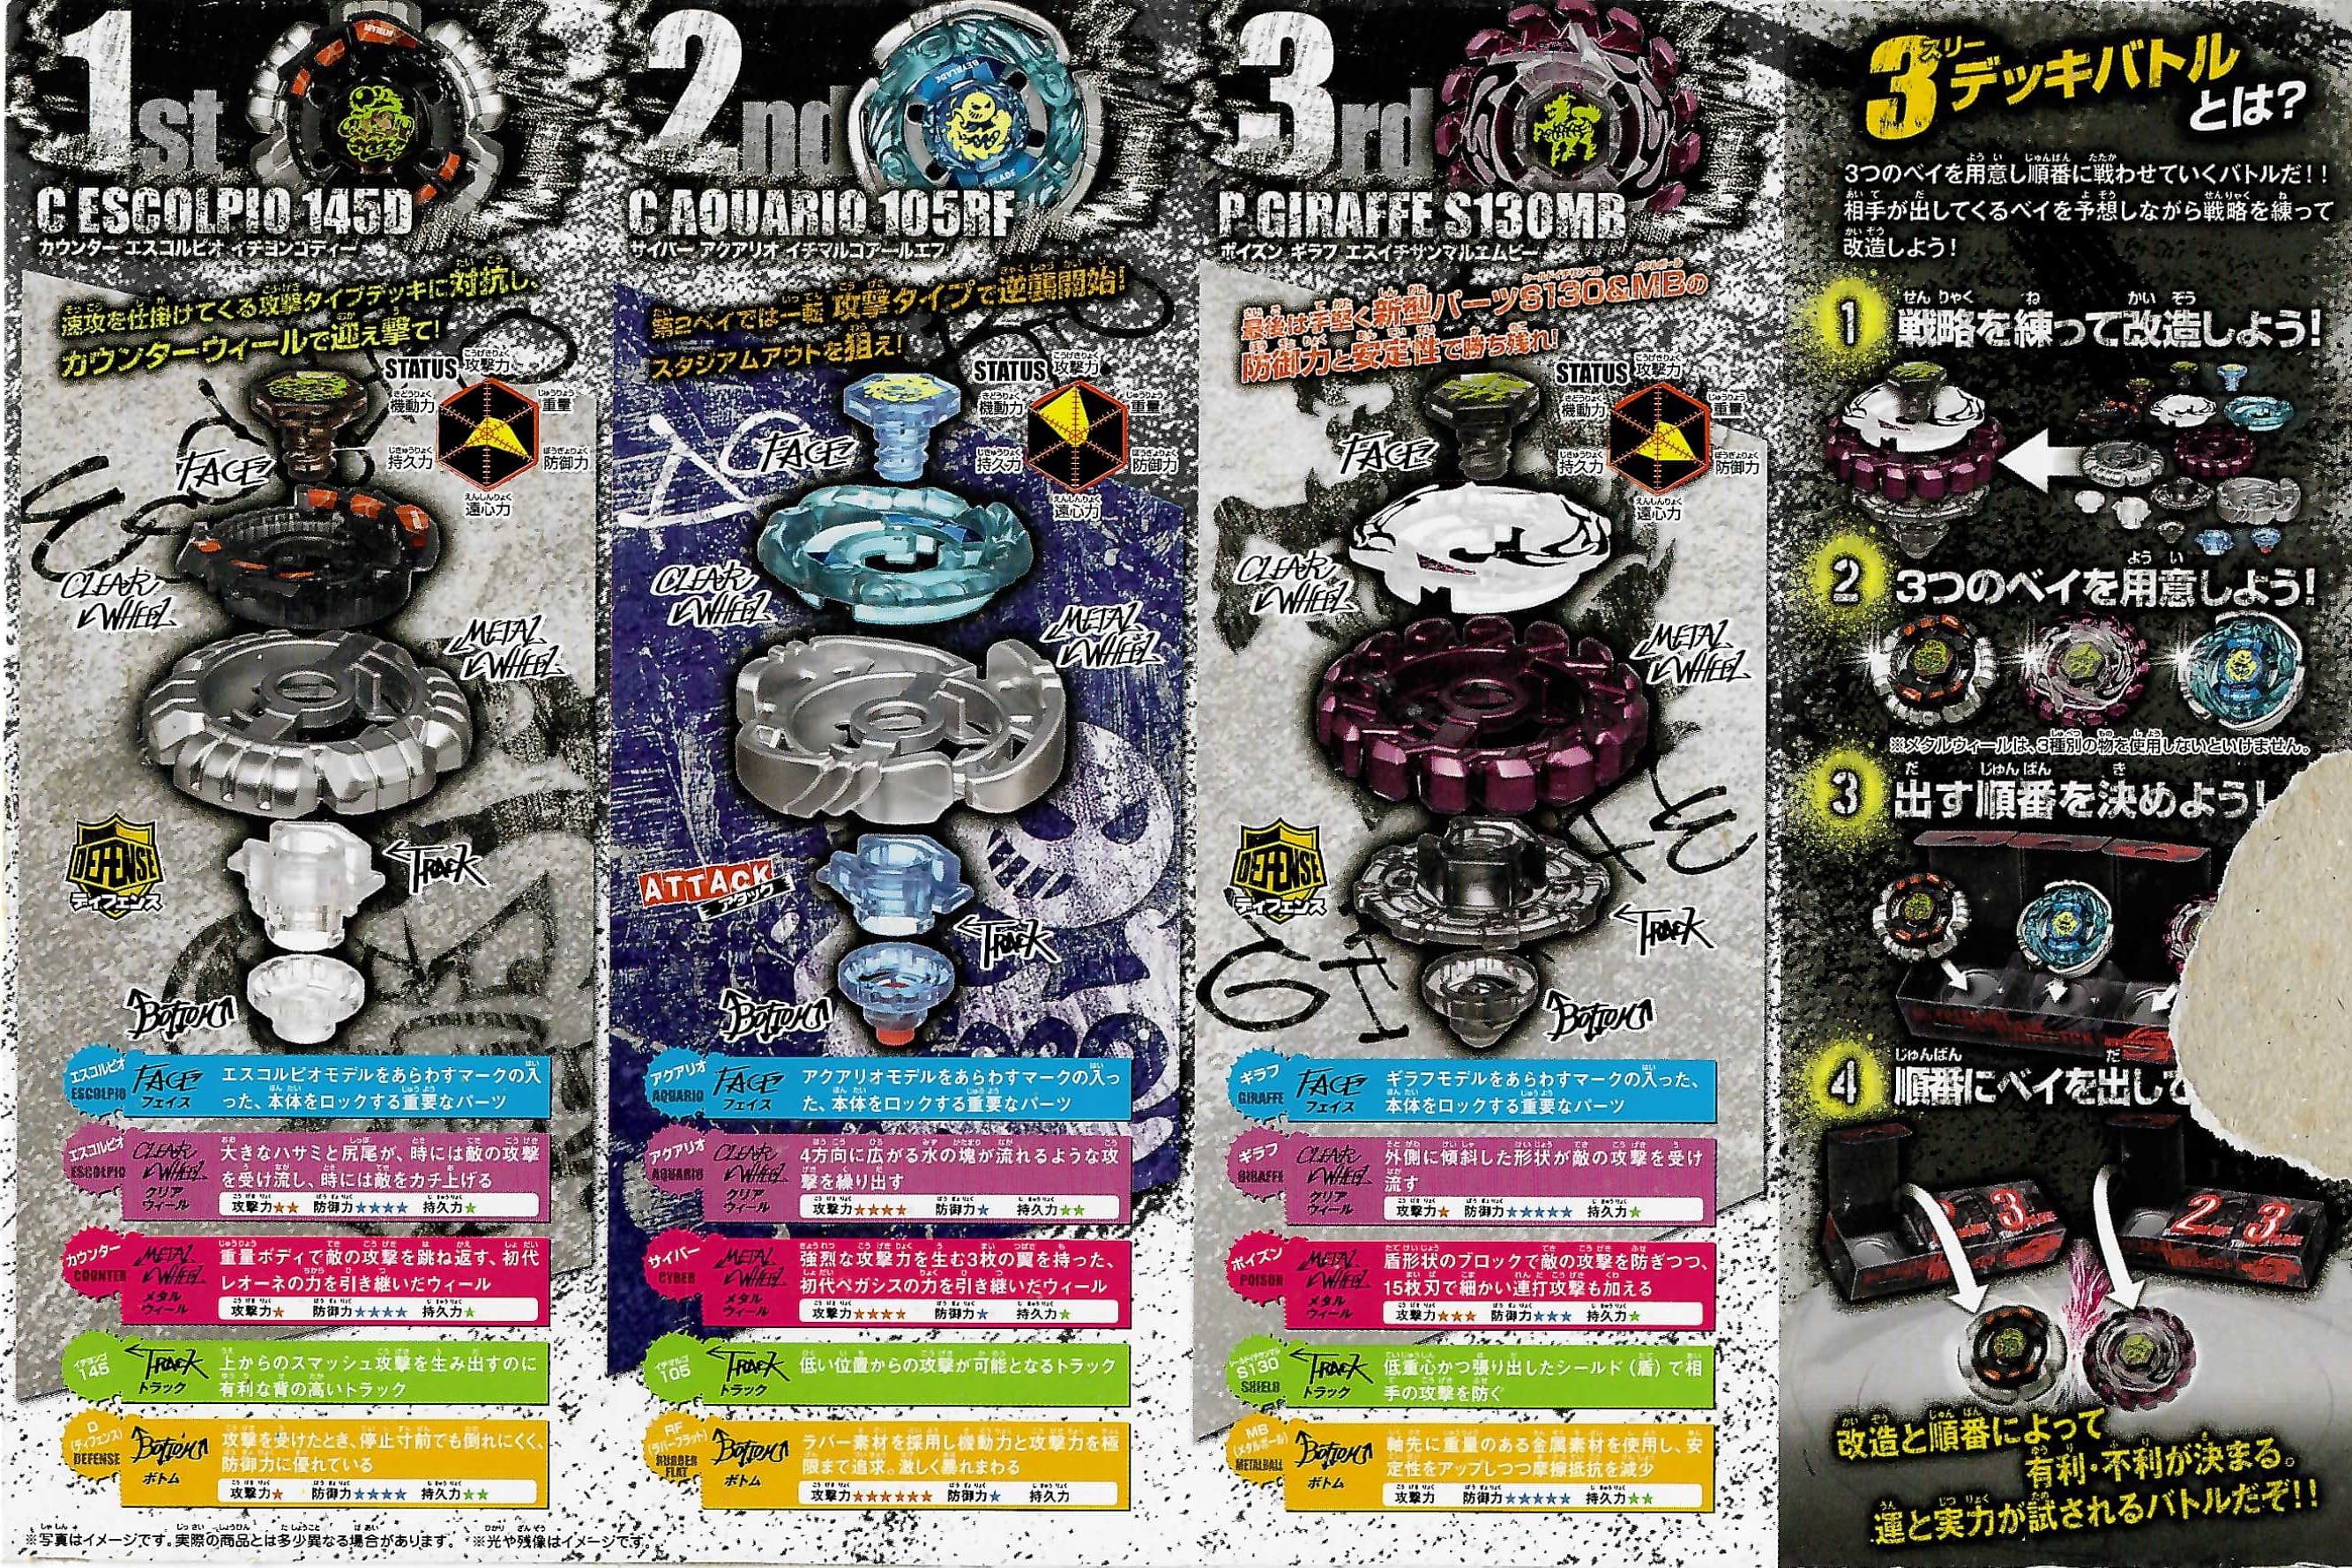 1st
C ESCOLPIO 145D
カウンター エスコルピオ イチヨンゴディー
速攻を仕掛けてくる攻撃タイプデッキに対抗し、
カウンターウィールで迎え撃て!
STATUS
攻撃力
機動力
重量
持久力
防御力
遠心力
FACE
CLEAR WHEEL
METAL WHEEL
DEFENSE
ディフェンス
TRACK
BOTTOM
エスコルピオ
ESCOLPIO
FACE
フェイス
エスコルピオモデルをあらわすマークの入
った、本体をロックする重要なパーツ
エスコルピオ
ESCOLPIO
CLEAR WHEEL
クリア
ウィール
大きなハサミと尻尾が、時には敵の攻撃
を受け流し、時には敵をカチ上げる
攻撃力★★ 防御力★★★★ 持久力★
カウンター
COUNTER
METAL WHEEL
メタル
ウィール
重量ボディで敵の攻撃を跳ね返す、初代
レオーネの力を引き継いだウィール
攻撃力★ 防御力★★★★ 持久力★
イチヨンゴ
145
TRACK
トラック
上からのスマッシュ攻撃を生み出すのに
有利な背の高いトラック
D
(ディフェンス)
DEFENSE
BOTTOM
ボトム
攻撃を受けたとき、停止寸前でも倒れにくく、
防御力に優れている
攻撃力★ 防御力★★★★ 持久力★★
※写真はイメージです。実際の商品とは多少異なる場合があります。 ※光や残像はイメージです。
2nd
C AQUARIO 105RF
サイバー アクアリオ イチマルゴアールエフ
第2ベイでは一転 攻撃タイプで逆襲開始!
スタジアムアウトを狙え!
STATUS
攻撃力
機動力
重量
持久力
防御力
遠心力
FACE
CLEAR WHEEL
METAL WHEEL
ATTACK
アタック
TRACK
BOTTOM
アクアリオ
AQUARIO
FACE
フェイス
アクアリオモデルをあらわすマークの入っ
た、本体をロックする重要なパーツ
アクアリオ
AQUARIO
CLEAR WHEEL
クリア
ウィール
4方向に広がる水の塊が流れるような攻
撃を繰り出す
攻撃力★★★★ 防御力★ 持久力★★
サイバー
CYBER
METAL WHEEL
メタル
ウィール
強烈な攻撃力を生む3枚の翼を持った、
初代ペガシスの力を引き継いだウィール
攻撃力★★★★ 防御力★ 持久力★
イチマルゴ
105
TRACK
トラック
低い位置からの攻撃が可能となるトラック
RF
(ラバーフラット)
RUBBER
FLAT
BOTTOM
ボトム
ラバー素材を採用し機動力と攻撃力を極
限まで追求。激しく暴れまわる
攻撃力★★★★★★ 防御力★ 持久力
3rd
P GIRAFFE S130MB
ポイズン ギラフ エスイチサンマルエムビー
最後は手堅く新型パーツS130&MBの
防御力と安定性で勝ち残れ!
STATUS
攻撃力
機動力
重量
持久力
防御力
遠心力
FACE
CLEAR WHEEL
METAL WHEEL
DEFENSE
ディフェンス
TRACK
BOTTOM
ギラフ
GIRAFFE
FACE
フェイス
ギラフモデルをあらわすマークの入った、
本体をロックする重要なパーツ
ギラフ
GIRAFFE
CLEAR WHEEL
クリア
ウィール
外側に傾斜した形状が敵の攻撃を受け
流す
攻撃力★ 防御力★★★★★ 持久力★
ポイズン
POISON
METAL WHEEL
メタル
ウィール
盾形状のブロックで敵の攻撃を防ぎつつ、
15枚刃で細かい連打攻撃も加える
攻撃力★★★ 防御力★★★ 持久力★
S130
SHIELD
TRACK
トラック
低重心かつ張り出したシールド(盾)で相
手の攻撃を防ぐ
MB
(メタルボール)
METALBALL
BOTTOM
ボトム
軸先に重量のある金属素材を使用し、安
定性をアップしつつ摩擦抵抗を減少
攻撃力 防御力★★★★★ 持久力★★
3デッキバトル
とは?
3つのベイを用意し順番に戦わせていくバトルだ!!
相手が出してくるベイを予想しながら戦略を練って
改造しよう!
1 戦略を練って改造しよう!
2 3つのベイを用意しよう!
※メタルウィールは、3種別の物を使用しないといけません。
3 出す順番を決めよう!
4 順番にベイを出して
3
2 3
改造と順番によって
有利・不利が決まる。
運と実力が試されるバトルだぞ!!